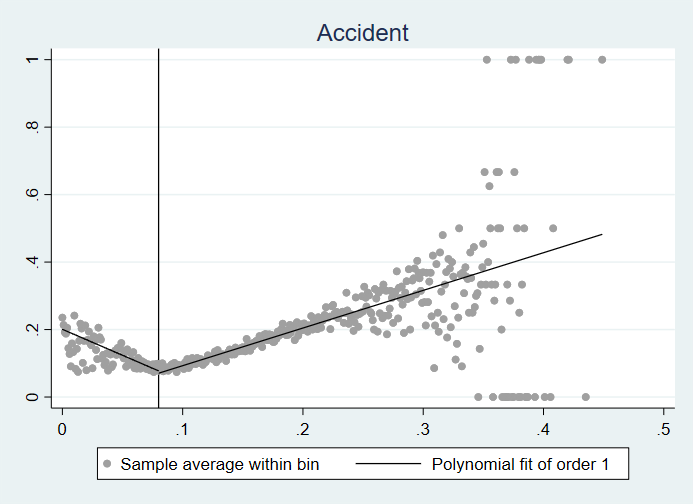 Accident
1
.8
.6
.4
.2
0
0 .1 .2 .3 .4 .5
Sample average within bin Polynomial fit of order 1